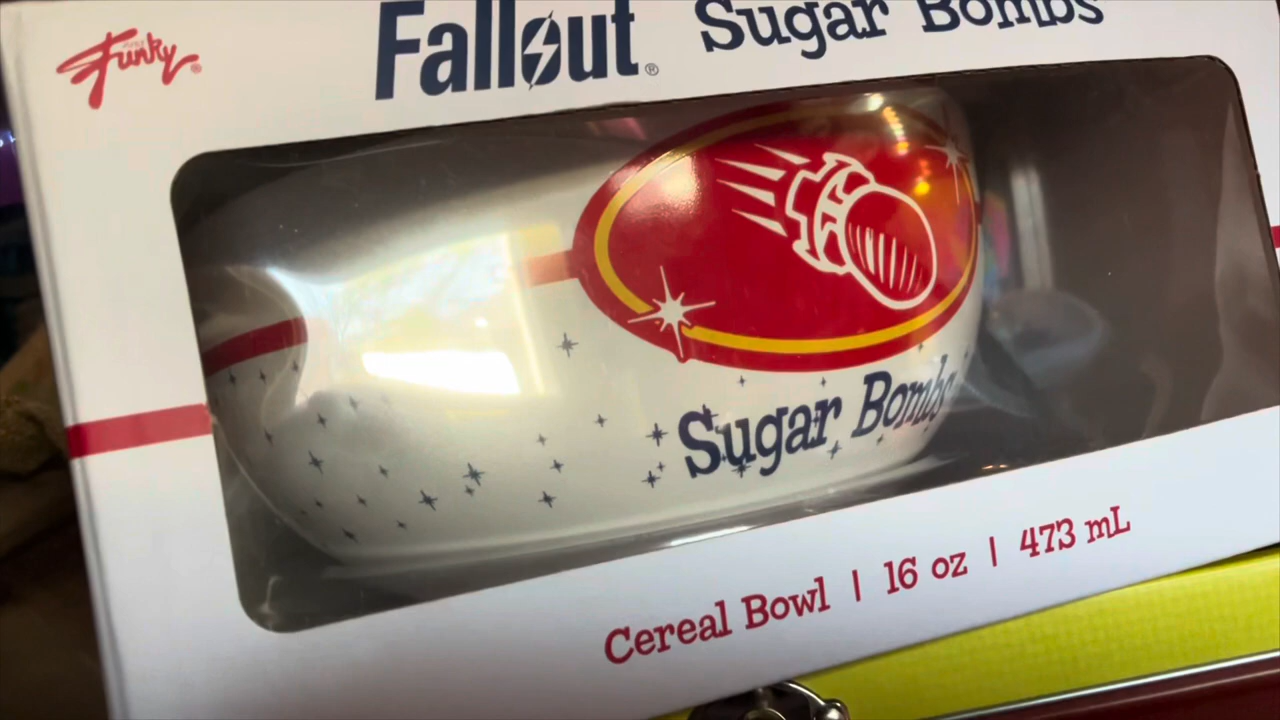 Funky®
Fallout®
Sugar Bombs
Sugar Bombs
Cereal Bowl | 16 oz | 473 mL